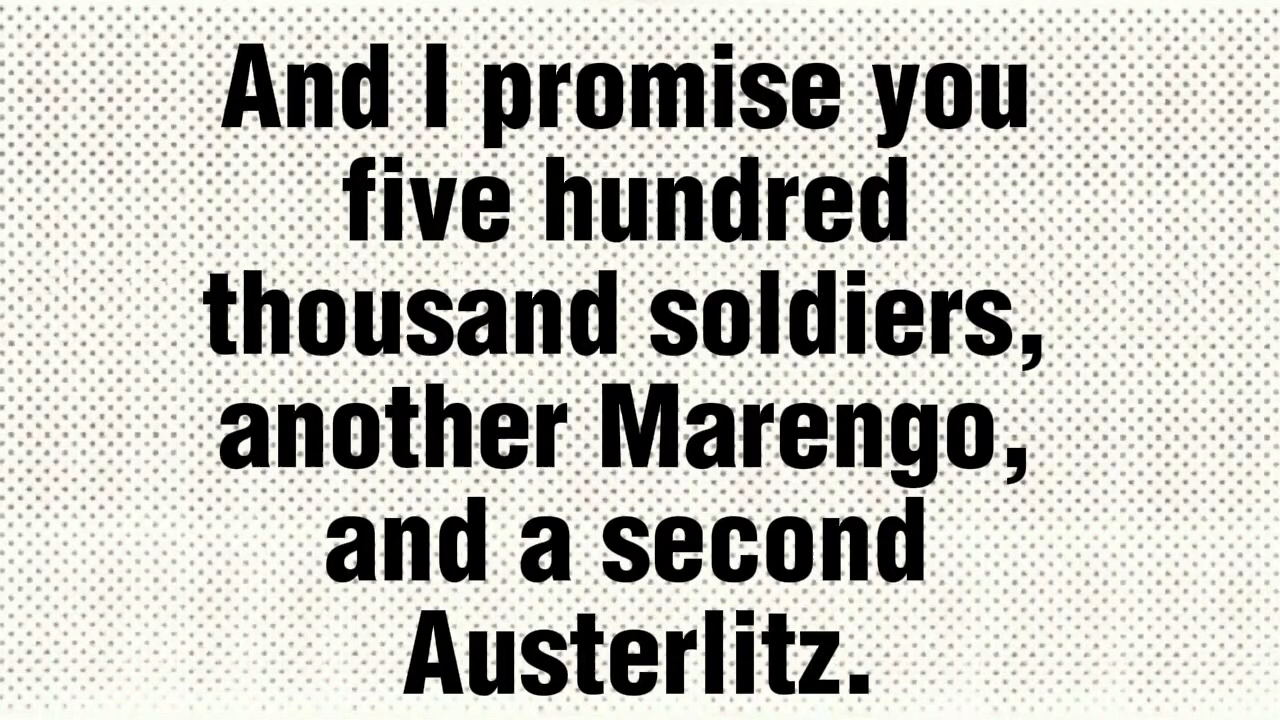 And I promise you
five hundred
thousand soldiers,
another Marengo,
and a second
Austerlitz.